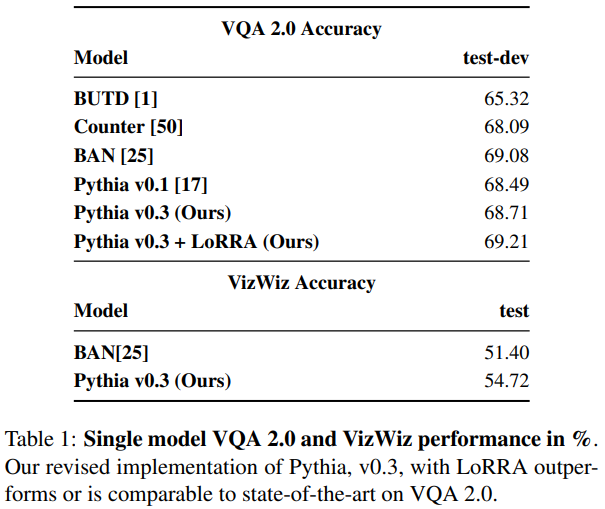 VQA 2.0 Accuracy
Model test-dev
BUTD [1] 65.32
Counter [50] 68.09
BAN [25] 69.08
Pythia v0.1 [17] 68.49
Pythia v0.3 (Ours) 68.71
Pythia v0.3 + LoRRA (Ours) 69.21
VizWiz Accuracy
Model test
BAN[25] 51.40
Pythia v0.3 (Ours) 54.72
Table 1: Single model VQA 2.0 and VizWiz performance in %.
Our revised implementation of Pythia, v0.3, with LoRRA outper-
forms or is comparable to state-of-the-art on VQA 2.0.